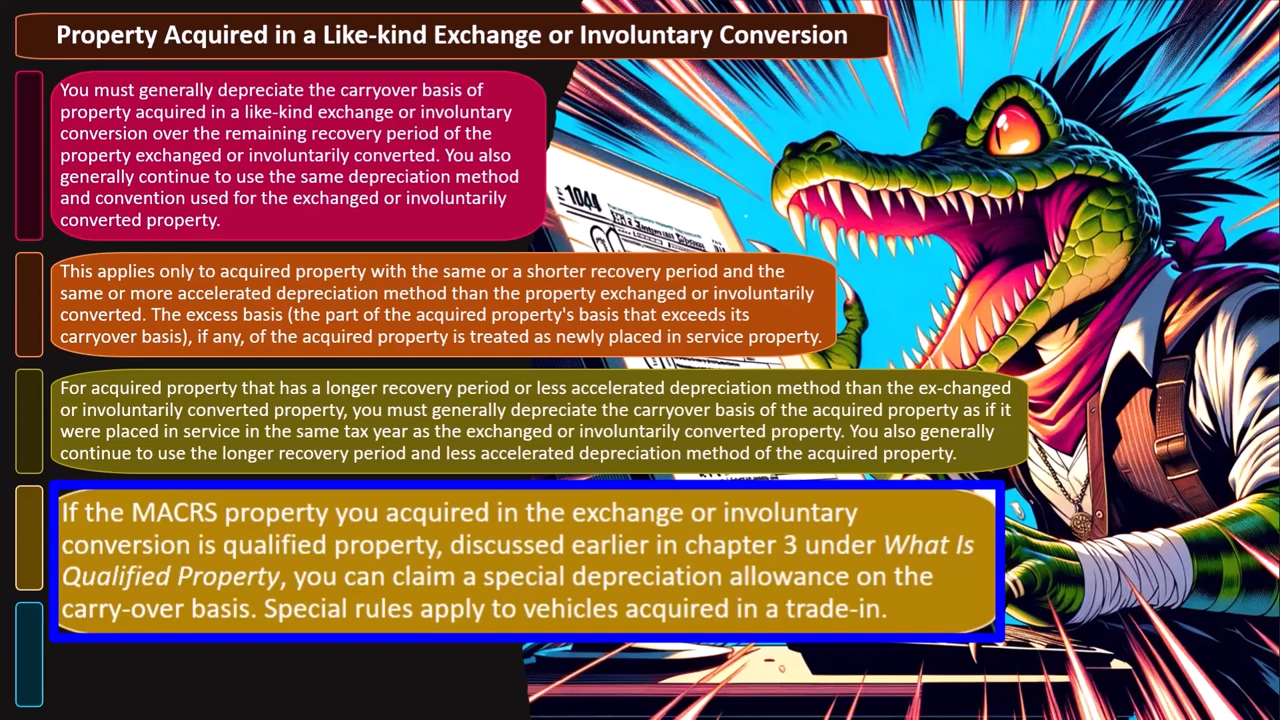 Property Acquired in a Like-kind Exchange or Involuntary Conversion
You must generally depreciate the carryover basis of
property acquired in a like-kind exchange or involuntary
conversion over the remaining recovery period of the
property exchanged or involuntarily converted. You also
generally continue to use the same depreciation method
and convention used for the exchanged or involuntarily
converted property.
This applies only to acquired property with the same or a shorter recovery period and the
same or more accelerated depreciation method than the property exchanged or involuntarily
converted. The excess basis (the part of the acquired property's basis that exceeds its
carryover basis), if any, of the acquired property is treated as newly placed in service property.
For acquired property that has a longer recovery period or less accelerated depreciation method than the ex-changed
or involuntarily converted property, you must generally depreciate the carryover basis of the acquired property as if it
were placed in service in the same tax year as the exchanged or involuntarily converted property. You also generally
continue to use the longer recovery period and less accelerated depreciation method of the acquired property.
If the MACRS property you acquired in the exchange or involuntary
conversion is qualified property, discussed earlier in chapter 3 under What Is
Qualified Property, you can claim a special depreciation allowance on the
carry-over basis. Special rules apply to vehicles acquired in a trade-in.